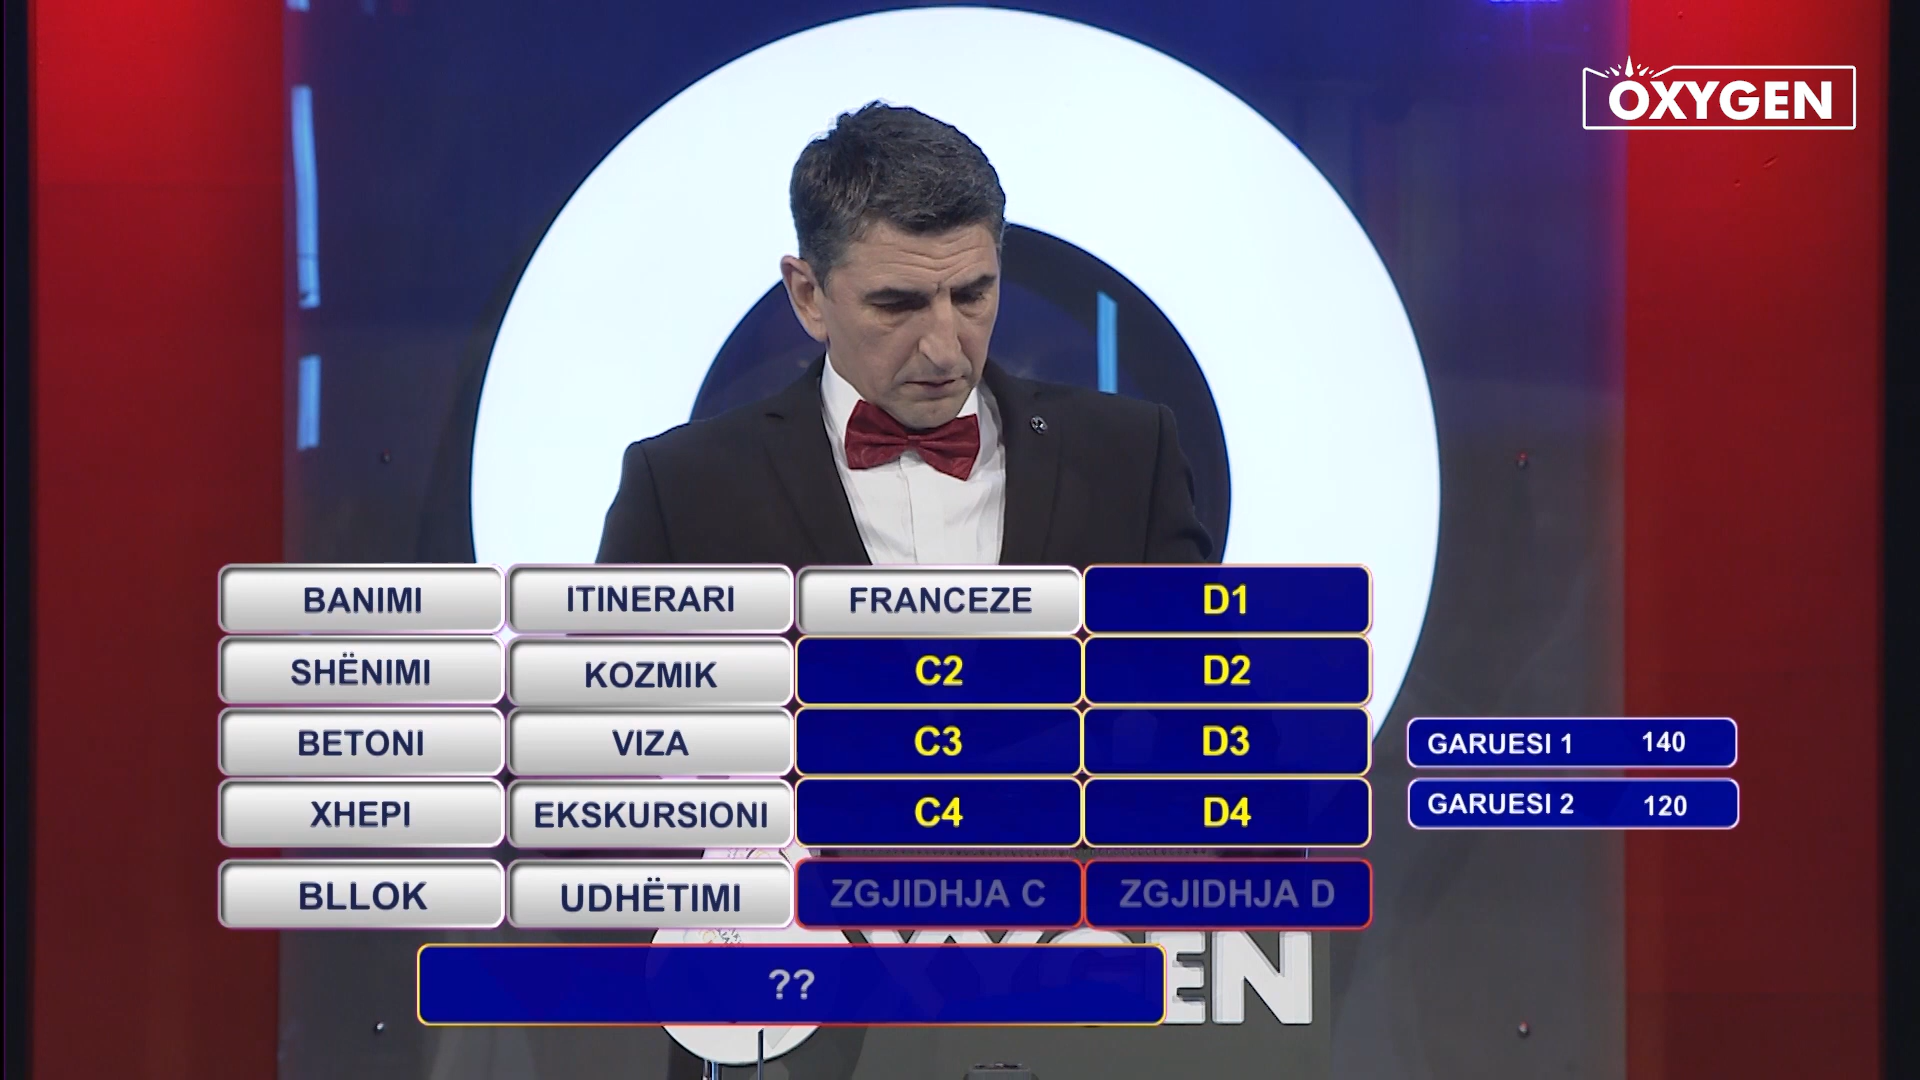 OXYGEN
BANIMI
ITINERARI
FRANCEZE
D1
SHËNIMI
KOZMIK
C2
D2
BETONI
VIZA
C3
D3
GARUESI 1 140
XHEPI
EKSKURSIONI
C4
D4
GARUESI 2 120
BLLOK
UDHËTIMI
ZGJIDHJA C
ZGJIDHJA D
??